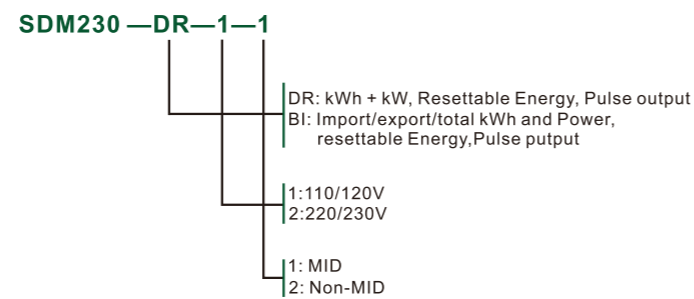 SDM230 —DR—1—1
DR: kWh + kW, Resettable Energy, Pulse output
BI: Import/export/total kWh and Power,
resettable Energy,Pulse putput
1:110/120V
2:220/230V
1: MID
2: Non-MID